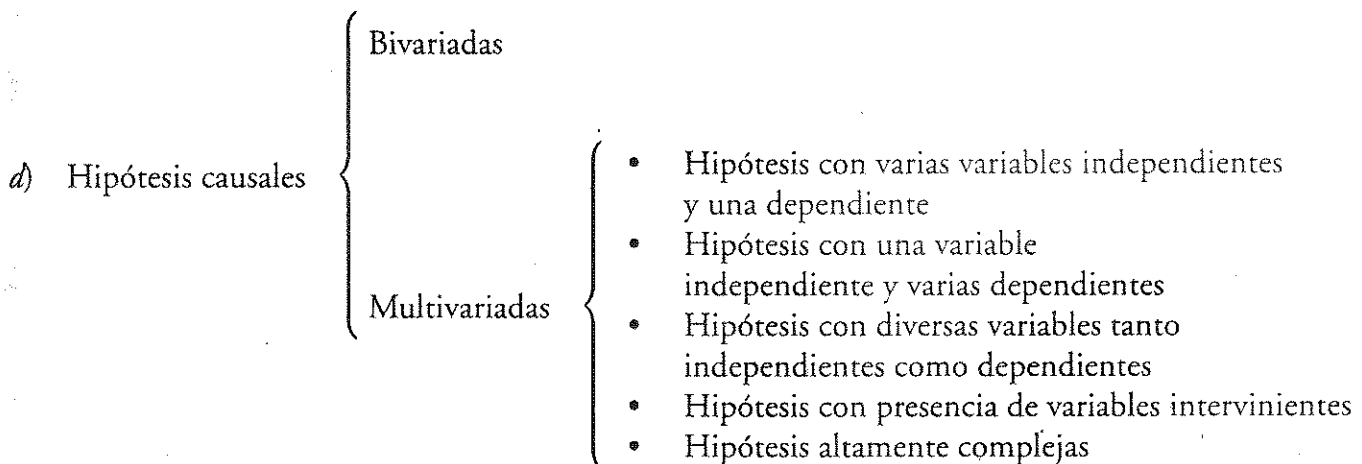 Bivariadas
d) Hipótesis causales
Multivariadas
• Hipótesis con varias variables independientes
y una dependiente
• Hipótesis con una variable
independiente y varias dependientes
• Hipótesis con diversas variables tanto
independientes como dependientes
• Hipótesis con presencia de variables intervinientes
• Hipótesis altamente complejas